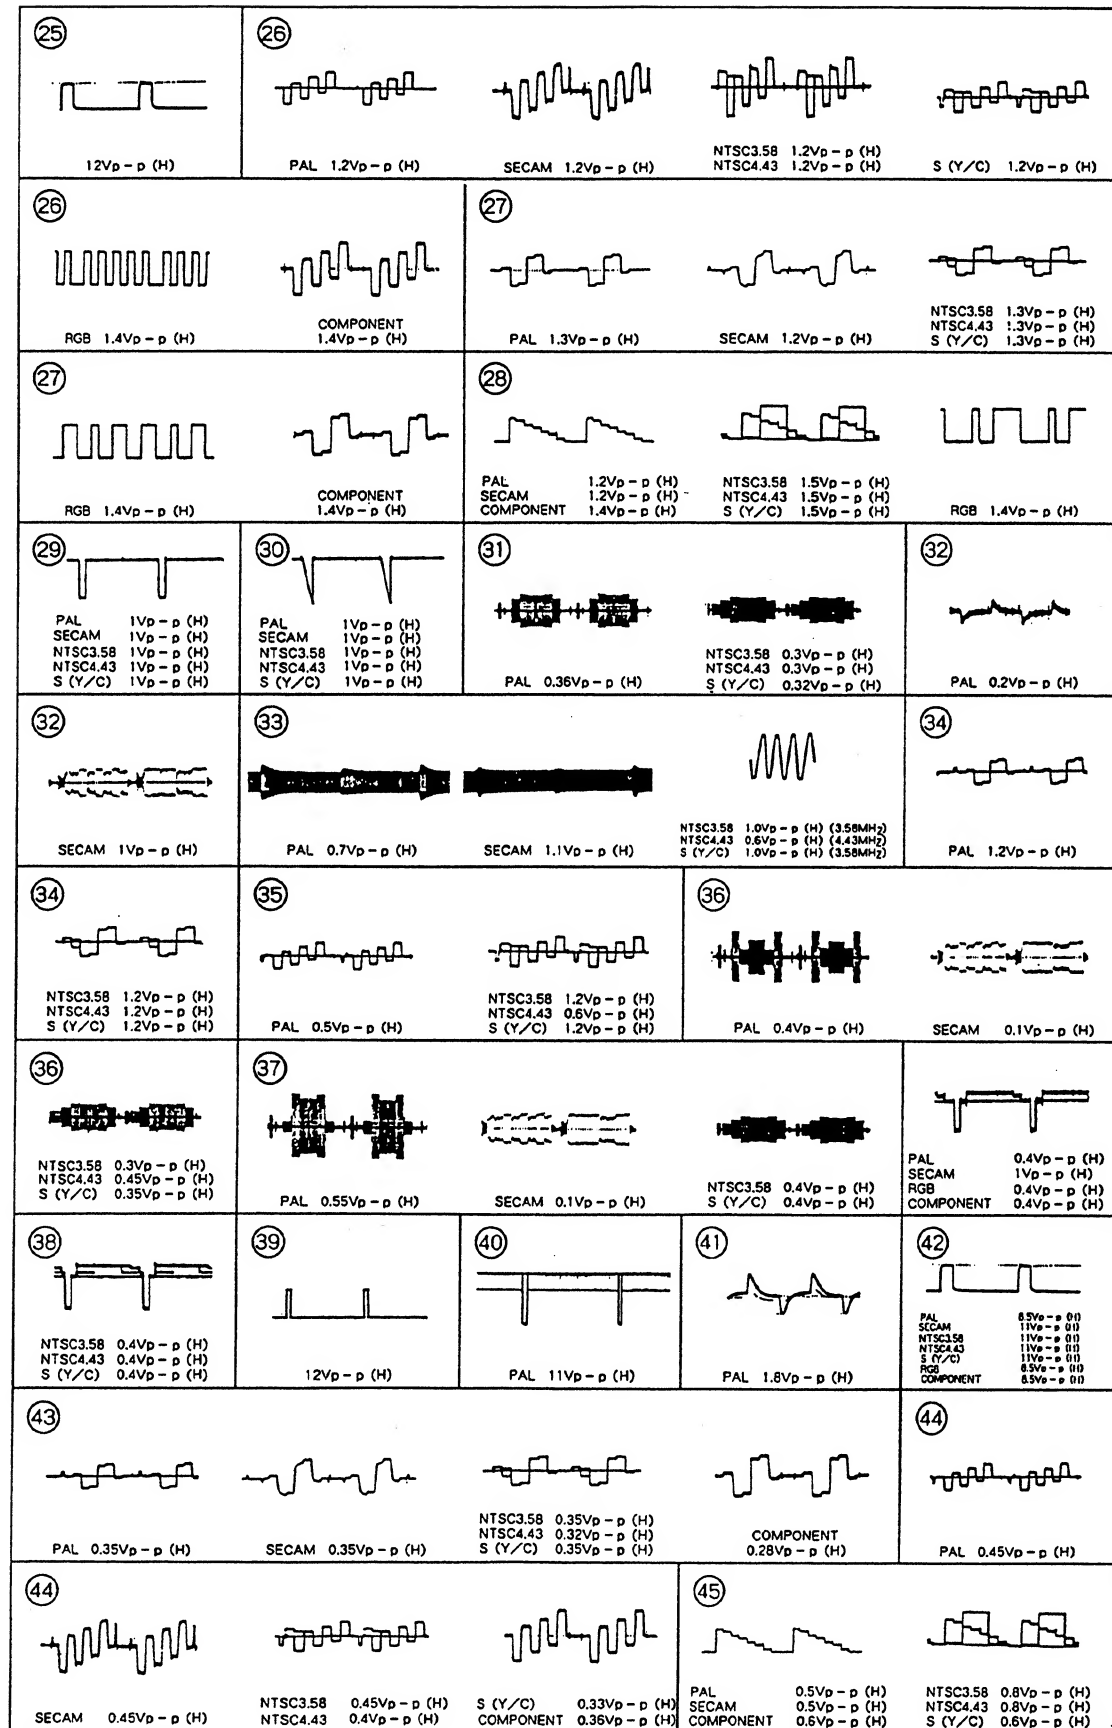 25
12Vp-p (H)
26
PAL 1.2Vp-p (H)
SECAM 1.2Vp-p (H)
NTSC3.58 1.2Vp-p (H)
NTSC4.43 1.2Vp-p (H)
S (Y/C) 1.2Vp-p (H)
26
RGB 1.4Vp-p (H)
COMPONENT
1.4Vp-p (H)
27
PAL 1.3Vp-p (H)
SECAM 1.2Vp-p (H)
NTSC3.58 1.3Vp-p (H)
NTSC4.43 1.3Vp-p (H)
S (Y/C) 1.3Vp-p (H)
27
RGB 1.4Vp-p (H)
COMPONENT
1.4Vp-p (H)
28
PAL 1.2Vp-p (H)
SECAM 1.2Vp-p (H)
COMPONENT 1.4Vp-p (H)
NTSC3.58 1.5Vp-p (H)
NTSC4.43 1.5Vp-p (H)
S (Y/C) 1.5Vp-p (H)
RGB 1.4Vp-p (H)
29
PAL 1Vp-p (H)
SECAM 1Vp-p (H)
NTSC3.58 1Vp-p (H)
NTSC4.43 1Vp-p (H)
S (Y/C) 1Vp-p (H)
30
PAL 1Vp-p (H)
SECAM 1Vp-p (H)
NTSC3.58 1Vp-p (H)
NTSC4.43 1Vp-p (H)
S (Y/C) 1Vp-p (H)
31
PAL 0.36Vp-p (H)
NTSC3.58 0.3Vp-p (H)
NTSC4.43 0.3Vp-p (H)
S (Y/C) 0.32Vp-p (H)
32
PAL 0.2Vp-p (H)
32
SECAM 1Vp-p (H)
33
PAL 0.7Vp-p (H)
SECAM 1.1Vp-p (H)
NTSC3.58 1.0Vp-p (H) (3.58MHz)
NTSC4.43 0.6Vp-p (H) (4.43MHz)
S (Y/C) 1.0Vp-p (H) (3.58MHz)
34
PAL 1.2Vp-p (H)
34
NTSC3.58 1.2Vp-p (H)
NTSC4.43 1.2Vp-p (H)
S (Y/C) 1.2Vp-p (H)
35
PAL 0.5Vp-p (H)
NTSC3.58 1.2Vp-p (H)
NTSC4.43 0.6Vp-p (H)
S (Y/C) 1.2Vp-p (H)
36
PAL 0.4Vp-p (H)
SECAM 0.1Vp-p (H)
36
NTSC3.58 0.3Vp-p (H)
NTSC4.43 0.45Vp-p (H)
S (Y/C) 0.35Vp-p (H)
37
PAL 0.55Vp-p (H)
SECAM 0.1Vp-p (H)
NTSC3.58 0.4Vp-p (H)
S (Y/C) 0.4Vp-p (H)
PAL 0.4Vp-p (H)
SECAM 1Vp-p (H)
RGB 0.4Vp-p (H)
COMPONENT 0.4Vp-p (H)
38
NTSC3.58 0.4Vp-p (H)
NTSC4.43 0.4Vp-p (H)
S (Y/C) 0.4Vp-p (H)
39
12Vp-p (H)
40
PAL 11Vp-p (H)
41
PAL 1.8Vp-p (H)
42
PAL 8.5Vp-p (H)
SECAM 11Vp-p (H)
NTSC3.58 11Vp-p (H)
NTSC4.43 11Vp-p (H)
S (Y/C) 11Vp-p (H)
RGB 8.5Vp-p (H)
COMPONENT 8.5Vp-p (H)
43
PAL 0.35Vp-p (H)
SECAM 0.35Vp-p (H)
NTSC3.58 0.35Vp-p (H)
NTSC4.43 0.32Vp-p (H)
S (Y/C) 0.35Vp-p (H)
COMPONENT
0.28Vp-p (H)
44
PAL 0.45Vp-p (H)
44
SECAM 0.45Vp-p (H)
NTSC3.58 0.45Vp-p (H)
NTSC4.43 0.4Vp-p (H)
S (Y/C) 0.33Vp-p (H)
COMPONENT 0.36Vp-p (H)
45
PAL 0.5Vp-p (H)
SECAM 0.5Vp-p (H)
COMPONENT 0.6Vp-p (H)
NTSC3.58 0.8Vp-p (H)
NTSC4.43 0.8Vp-p (H)
S (Y/C) 0.6Vp-p (H)